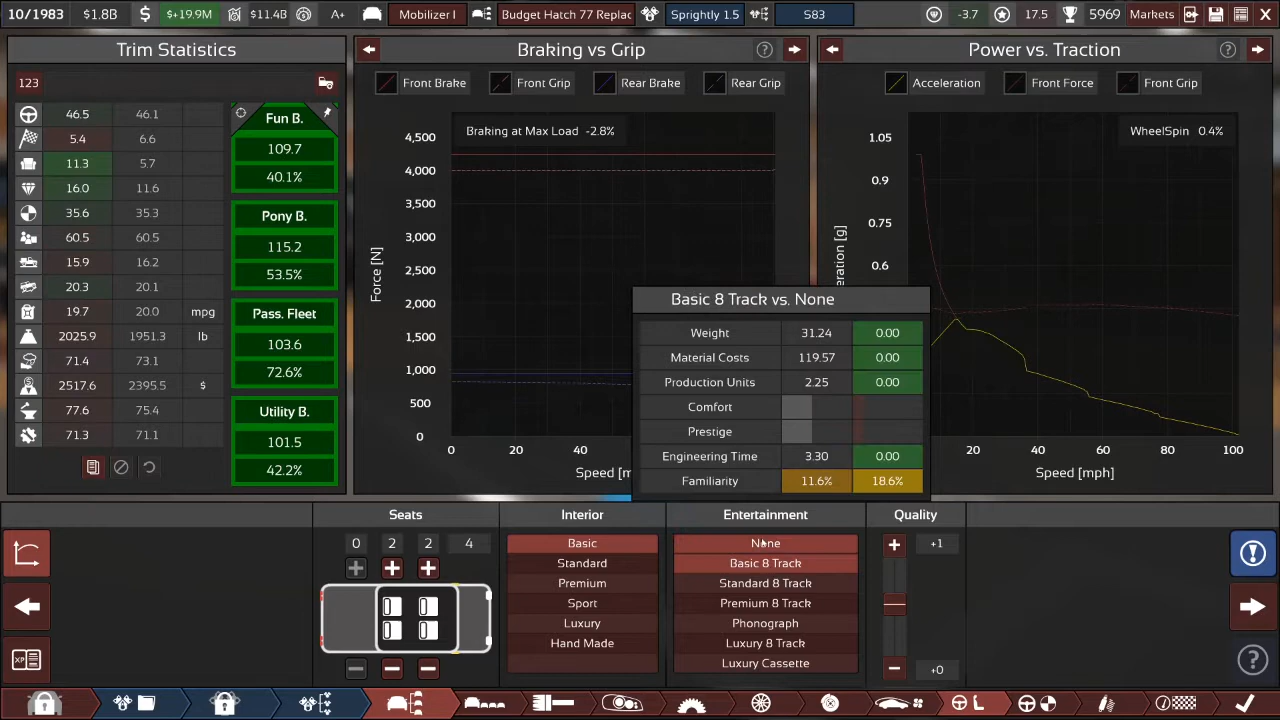 10/1983 $1.8B $+19.9M $11.4B A+ Mobilizer I Budget Hatch 77 Replac Sprightly 1.5 S83 -3.7 17.5 5969 Markets
Trim Statistics
123
46.5 46.1
5.4 6.6
11.3 5.7
16.0 11.6
35.6 35.3
60.5 60.5
15.9 16.2
20.3 20.1
19.7 20.0 mpg
2025.9 1951.3 lb
71.4 73.1
2517.6 2395.5 $
77.6 75.4
71.3 71.1
Fun B.
109.7
40.1%
Pony B.
115.2
53.5%
Pass. Fleet
103.6
72.6%
Utility B.
101.5
42.2%
Braking vs Grip
Front Brake Front Grip Rear Brake Rear Grip
Braking at Max Load -2.8%
4,500
4,000
3,500
3,000
2,500
2,000
1,500
1,000
500
0
Force [N]
0 20 40
Speed [m
Power vs. Traction
Acceleration Front Force Front Grip
WheelSpin 0.4%
1.05
0.9
0.75
0.6
eration [g]
20 40 60 80 100
Speed [mph]
Basic 8 Track vs. None
Weight 31.24 0.00
Material Costs 119.57 0.00
Production Units 2.25 0.00
Comfort
Prestige
Engineering Time 3.30 0.00
Familiarity 11.6% 18.6%
Seats
0 2 2 4
Interior
Basic
Standard
Premium
Sport
Luxury
Hand Made
Entertainment
None
Basic 8 Track
Standard 8 Track
Premium 8 Track
Phonograph
Luxury 8 Track
Luxury Cassette
Quality
+1
+0
XP